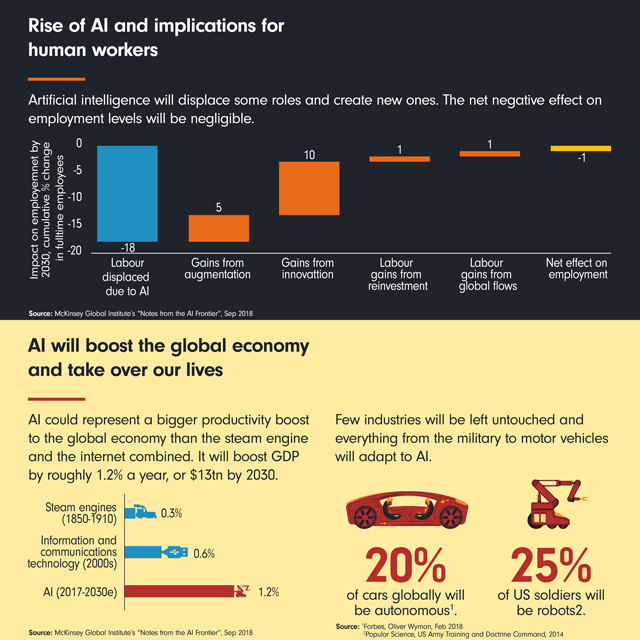 Rise of AI and implications for
human workers
Artificial intelligence will displace some roles and create new ones. The net negative effect on
employment levels will be negligible.
Impact on employemnet by
2030, cumulative % change
in fulltime employees
0
-5
-10
-15
-20
-18
5
10
1
1
-1
Labour
displaced
due to AI
Gains from
augmentation
Gains from
innovattion
Labour
gains from
reinvestment
Labour
gains from
global flows
Net effect on
employment
Source: McKinsey Global Institute's "Notes from the AI Frontier", Sep 2018
AI will boost the global economy
and take over our lives
AI could represent a bigger productivity boost
to the global economy than the steam engine
and the internet combined. It will boost GDP
by roughly 1.2% a year, or $13tn by 2030.
Steam engines
(1850-1910)
0.3%
Information and
communications
technology (2000s)
0.6%
AI (2017-2030e)
1.2%
Source: McKinsey Global Institute's "Notes from the AI Frontier", Sep 2018
Few industries will be left untouched and
everything from the military to motor vehicles
will adapt to AI.
20%
of cars globally will
be autonomous¹.
25%
of US soldiers will
be robots2.
Source: ¹Forbes, Oliver Wyman, Feb 2018
²Popular Science, US Army Training and Doctrine Command, 2014